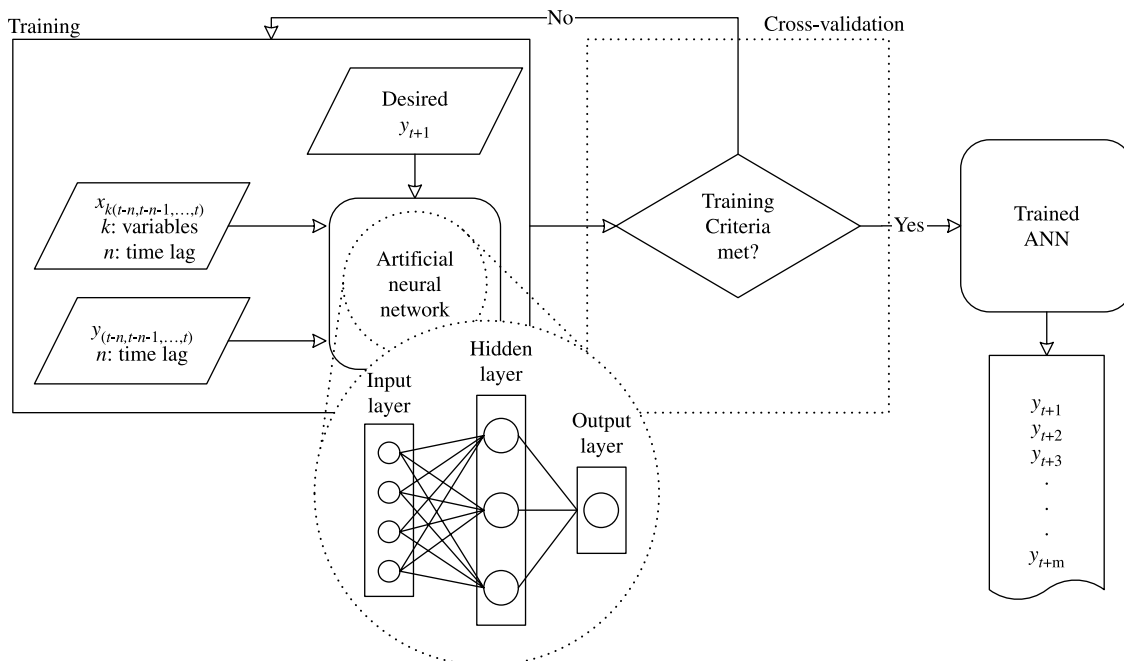 Training
No
Cross-validation
Desired
y_{t+1}
x_{k(t-n,t-n-1,…,t)}
k: variables
n: time lag
Artificial
neural
network
y_{(t-n,t-n-1,…,t)}
n: time lag
Training
Criteria
met?
Yes
Trained
ANN
Input
layer
Hidden
layer
Output
layer
y_{t+1}
y_{t+2}
y_{t+3}
.
.
.
y_{t+m}